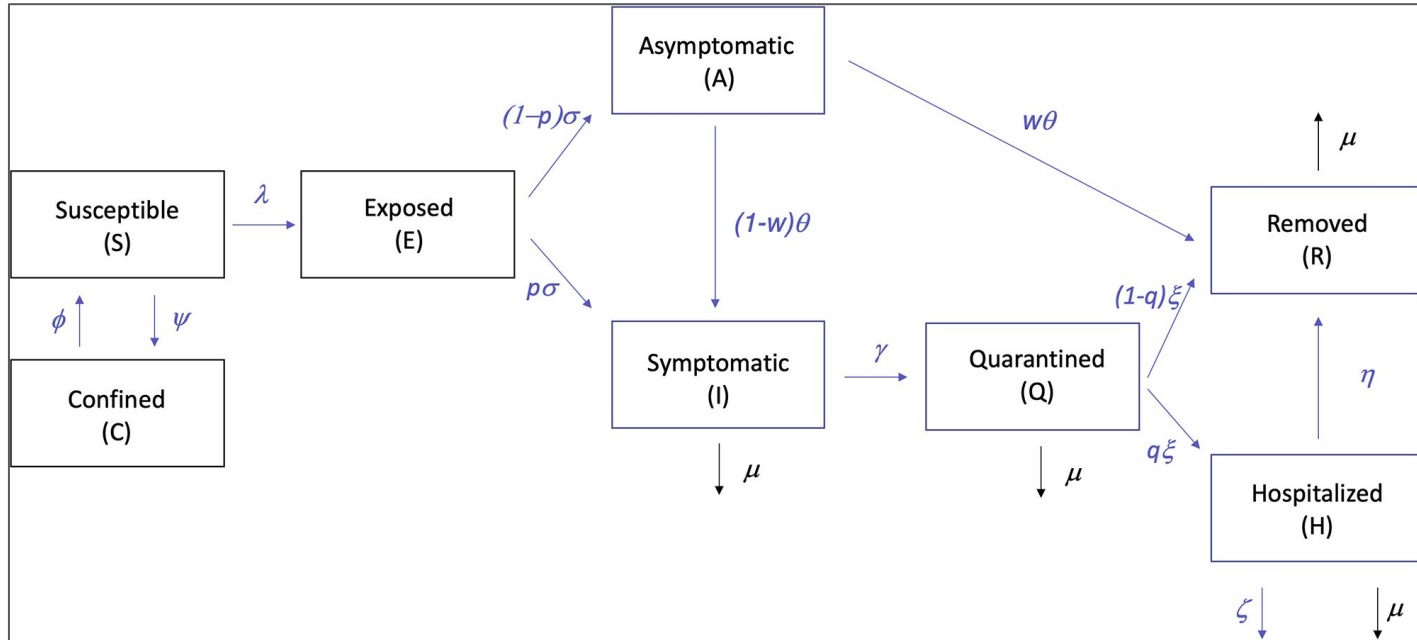 Asymptomatic
(A)
(1–p)σ
wθ
μ
Susceptible
(S)
λ
Exposed
(E)
(1-w)θ
Removed
(R)
pσ
(1-q)ξ
ϕ
ψ
Symptomatic
(I)
γ
Quarantined
(Q)
η
Confined
(C)
qξ
μ
μ
Hospitalized
(H)
ζ
μ